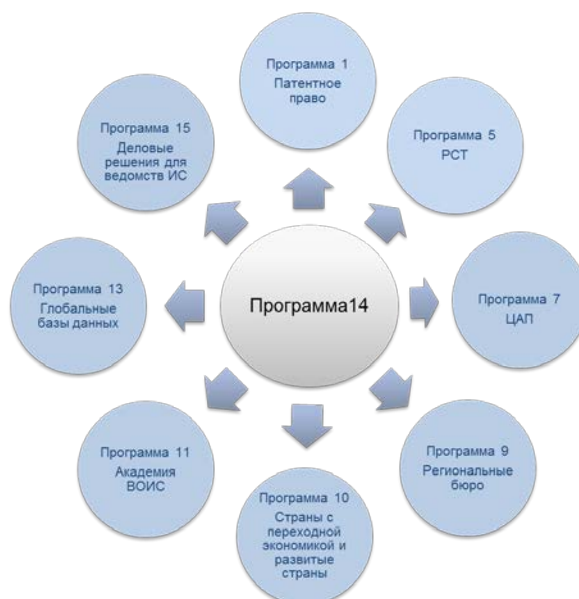 Программа 1
Патентное
право
Программа 5
РСТ
Программа 7
ЦАП
Программа 9
Региональные
бюро
Программа 10
Страны с
переходной
экономикой и
развитые
страны
Программа 11
Академия
ВОИС
Программа 13
Глобальные
базы данных
Программа 15
Деловые
решения для
ведомств ИС
Программа14